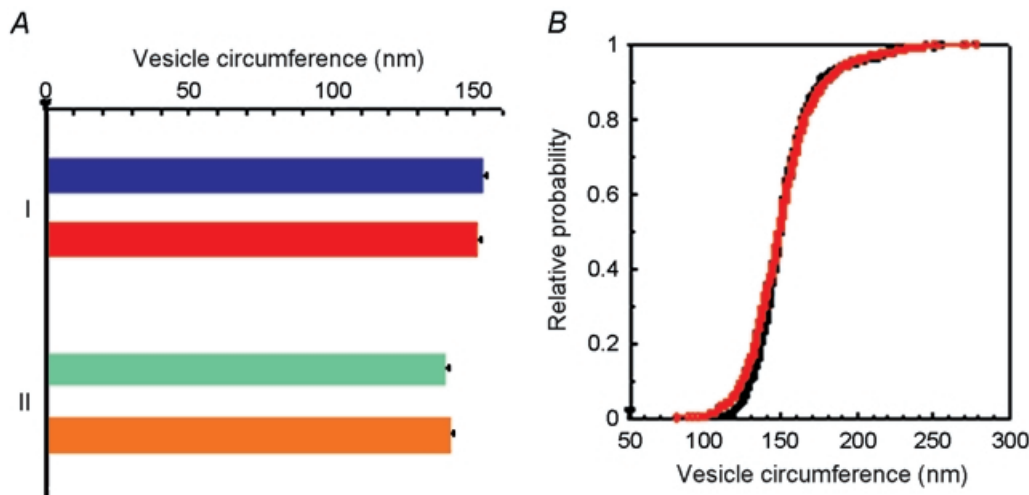 A
Vesicle circumference (nm)
0 50 100 150
I
II
B
Relative probability
1
0.8
0.6
0.4
0.2
0
50 100 150 200 250 300
Vesicle circumference (nm)